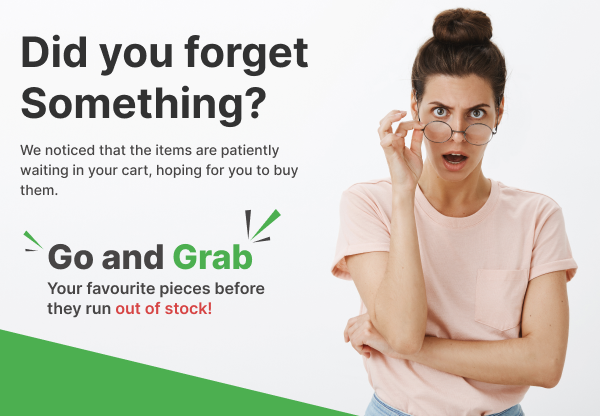 Did you forget
Something?
We noticed that the items are patiently
waiting in your cart, hoping for you to buy
them.
Go and Grab
Your favourite pieces before
they run out of stock!